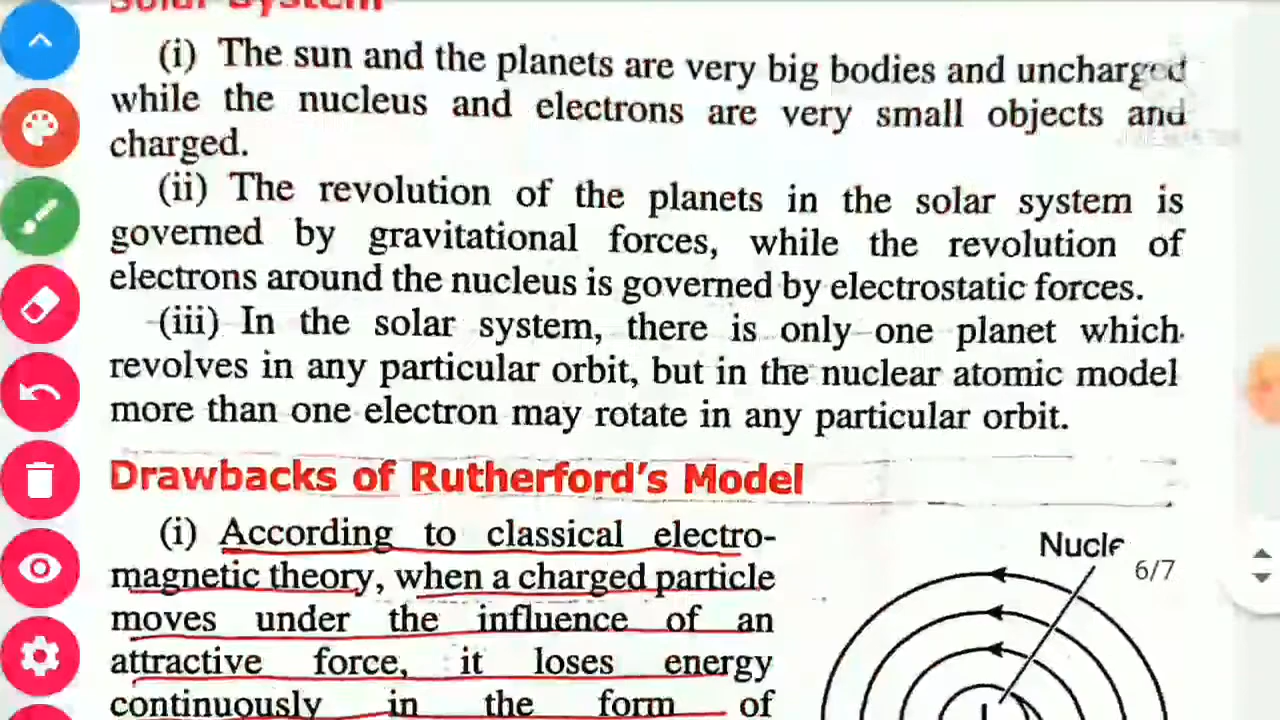 Solar System
(i) The sun and the planets are very big bodies and uncharged
while the nucleus and electrons are very small objects and
charged.
(ii) The revolution of the planets in the solar system is
governed by gravitational forces, while the revolution of
electrons around the nucleus is governed by electrostatic forces.
(iii) In the solar system, there is only one planet which
revolves in any particular orbit, but in the nuclear atomic model
more than one electron may rotate in any particular orbit.
Drawbacks of Rutherford's Model
(i) According to classical electro-
magnetic theory, when a charged particle
moves under the influence of an
attractive force, it loses energy
continuously in the form of
Nucle
6/7